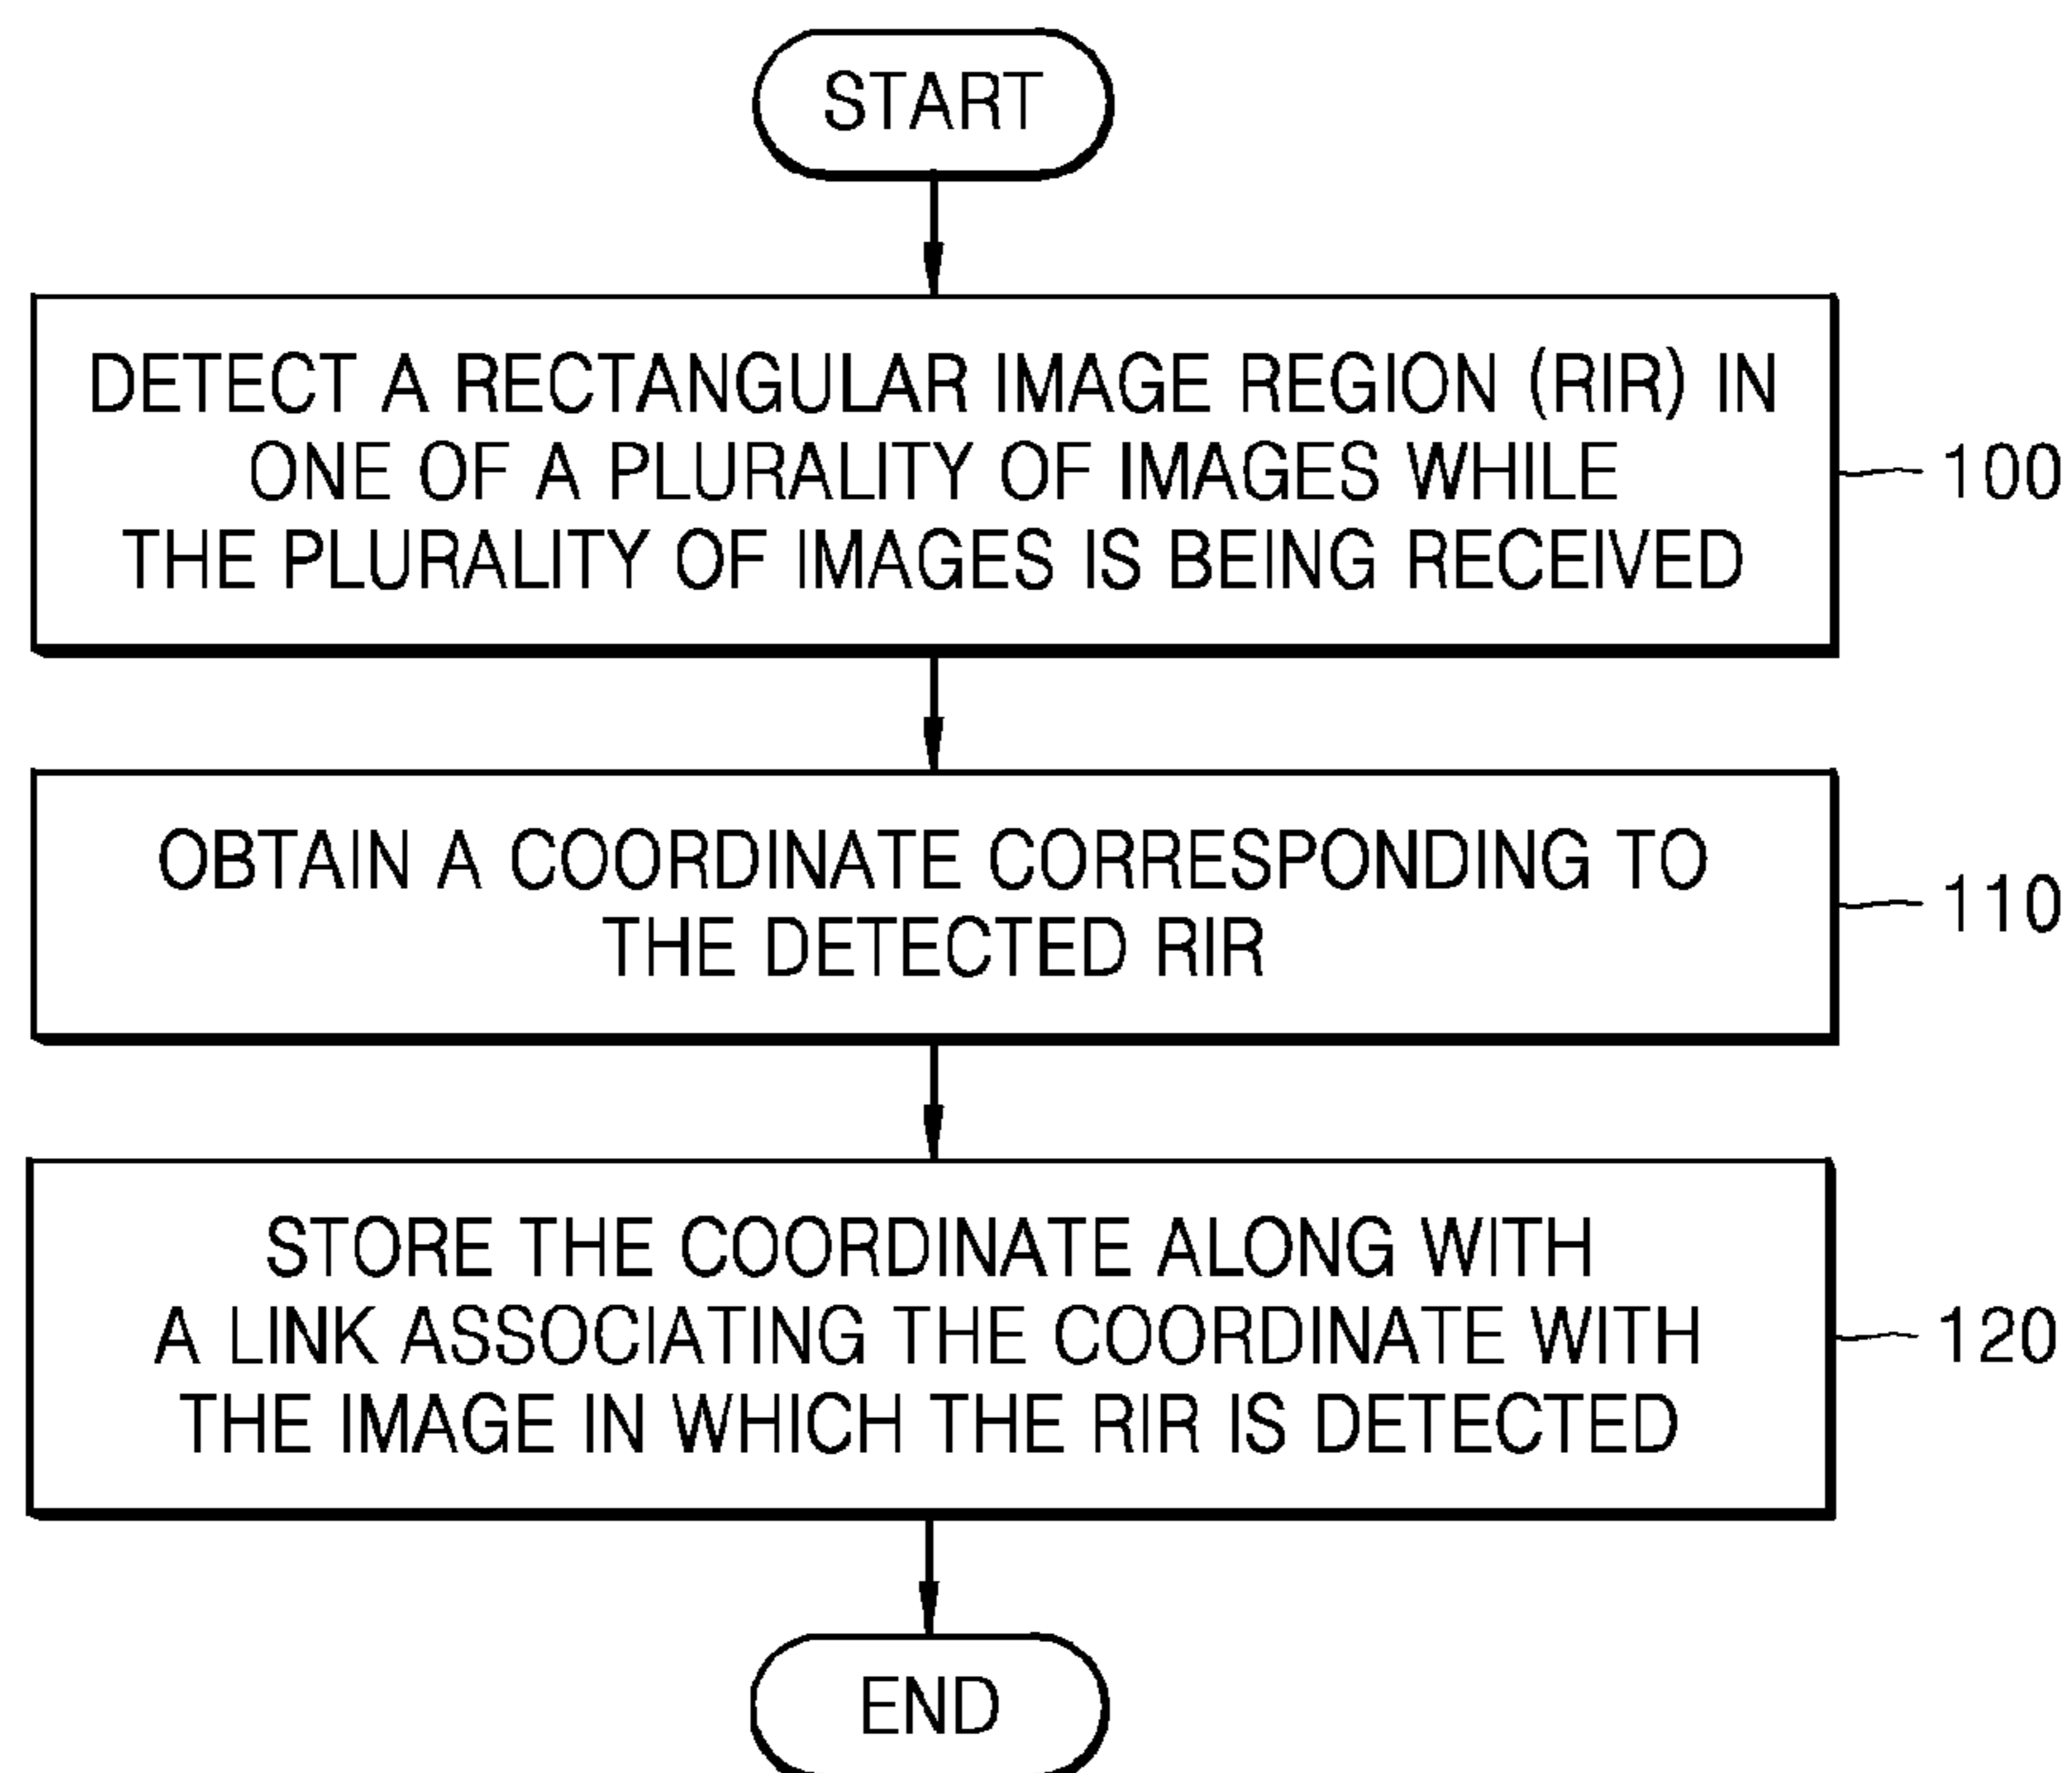 START
DETECT A RECTANGULAR IMAGE REGION (RIR) IN
ONE OF A PLURALITY OF IMAGES WHILE
THE PLURALITY OF IMAGES IS BEING RECEIVED
100
OBTAIN A COORDINATE CORRESPONDING TO
THE DETECTED RIR
110
STORE THE COORDINATE ALONG WITH
A LINK ASSOCIATING THE COORDINATE WITH
THE IMAGE IN WHICH THE RIR IS DETECTED
120
END